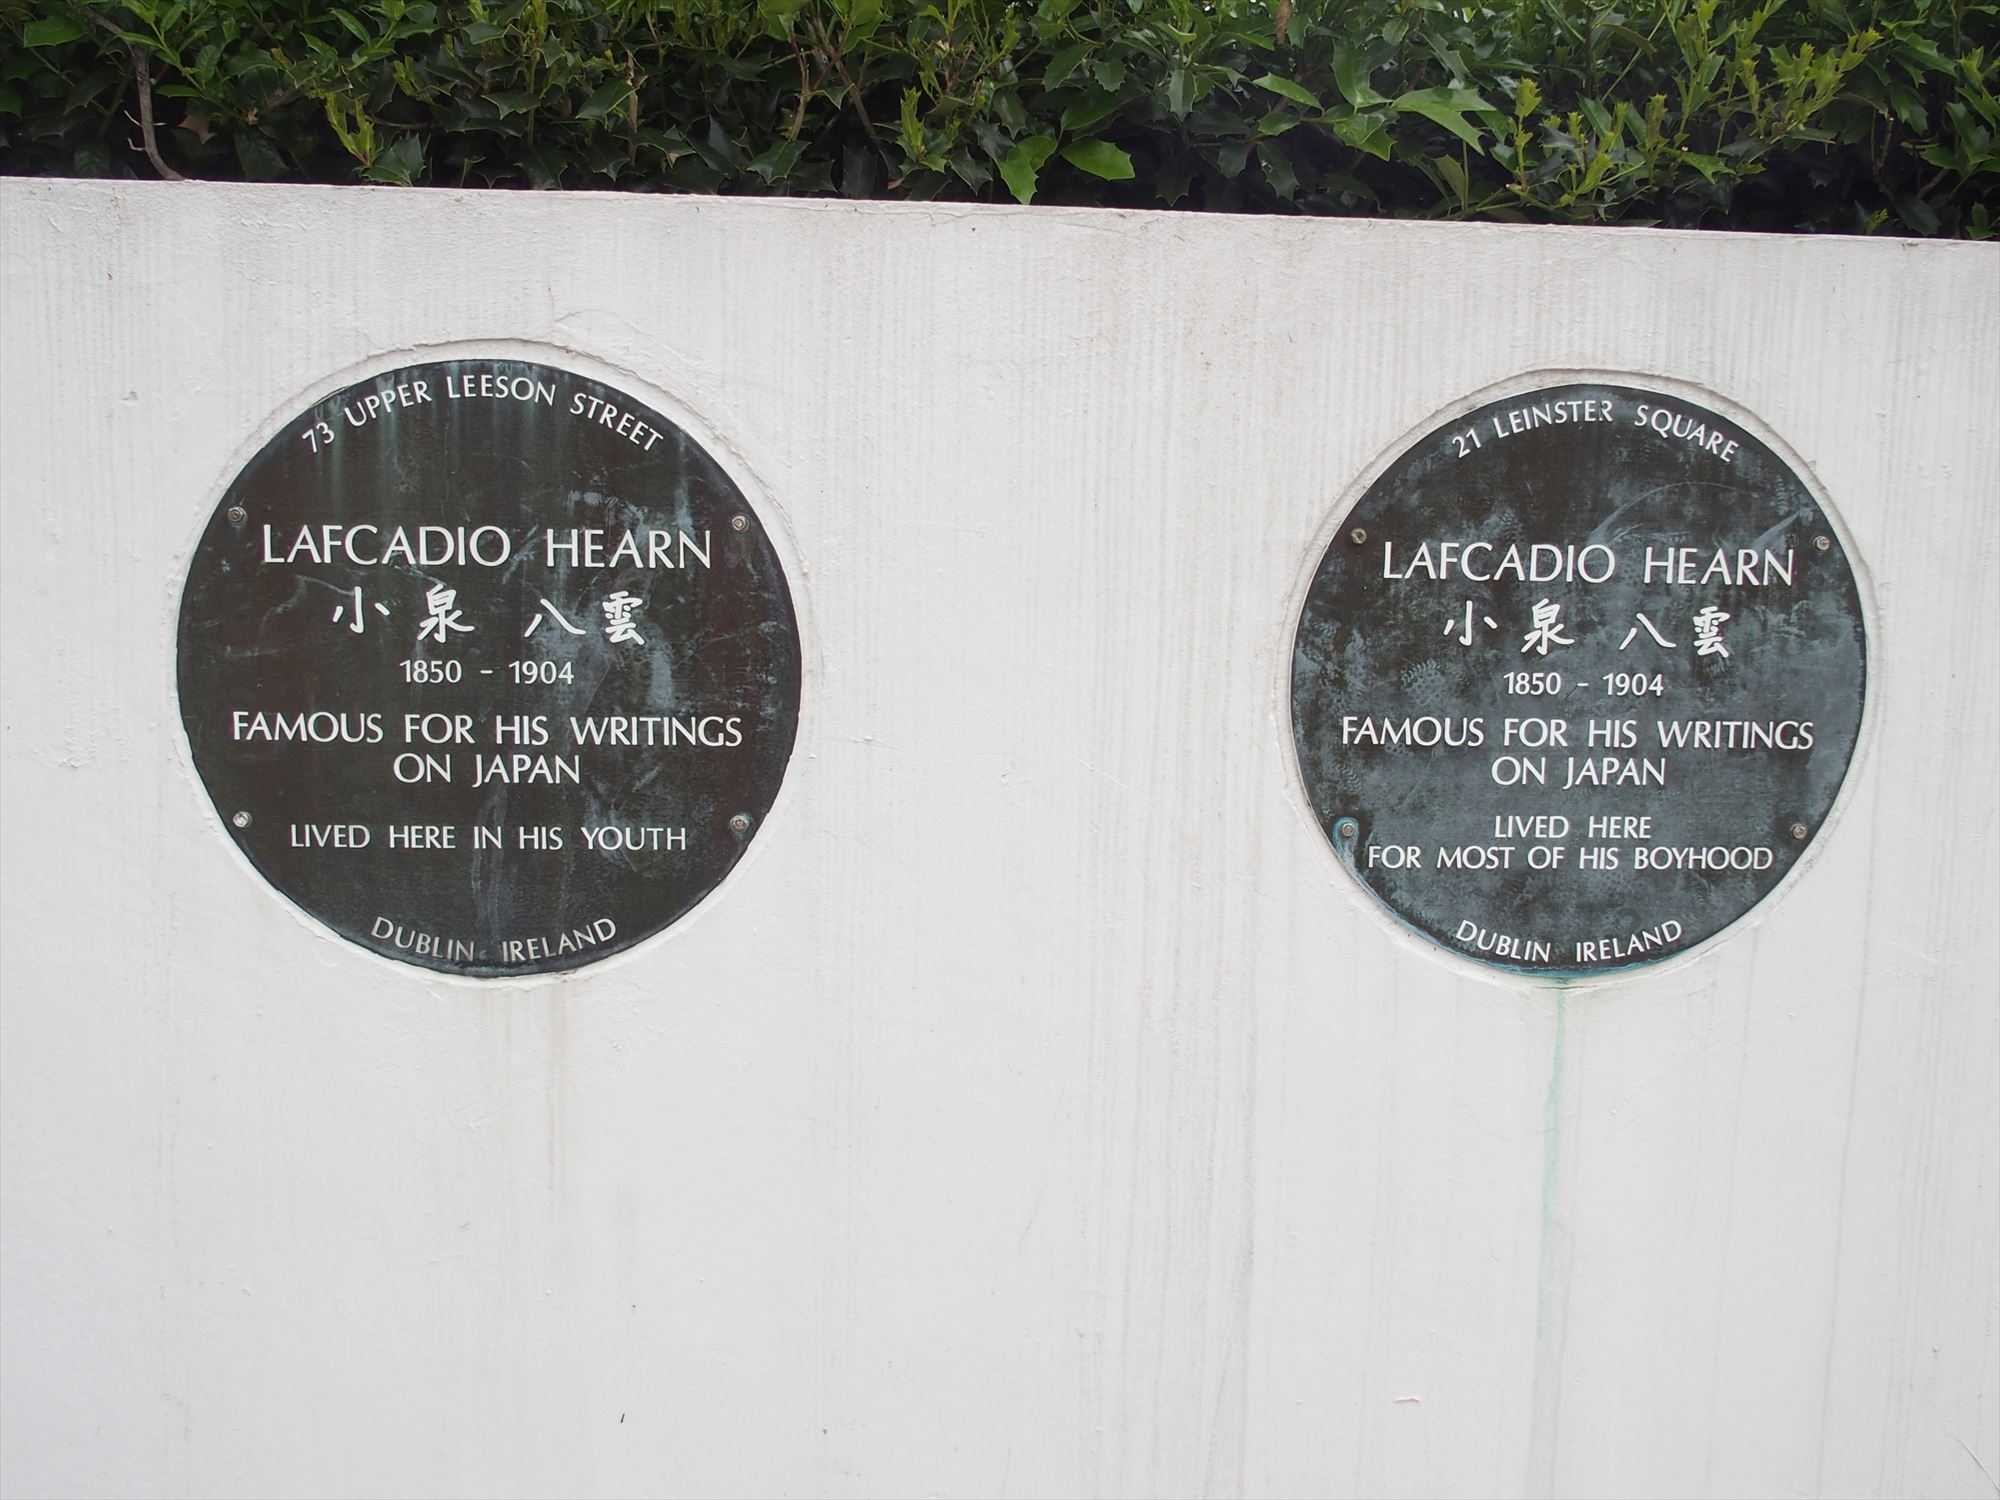 73 UPPER LEESON STREET
LAFCADIO HEARN
小泉 八雲
1850 - 1904
FAMOUS FOR HIS WRITINGS
ON JAPAN
LIVED HERE IN HIS YOUTH
DUBLIN IRELAND
21 LEINSTER SQUARE
LAFCADIO HEARN
小泉 八雲
1850 - 1904
FAMOUS FOR HIS WRITINGS
ON JAPAN
LIVED HERE
FOR MOST OF HIS BOYHOOD
DUBLIN IRELAND